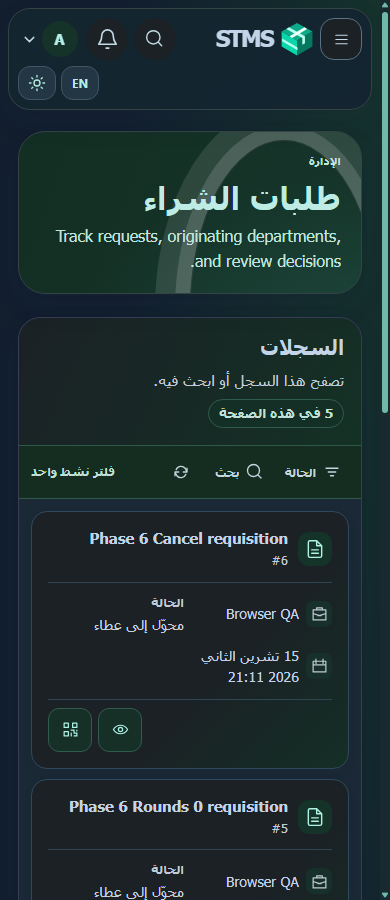 STMS
A
EN
الإدارة
طلبات الشراء
Track requests, originating departments,
and review decisions.
السجلات
تصفح هذا السجل أو ابحث فيه.
5 في هذه الصفحة
الحالة
بحث
فلتر نشط واحد
Phase 6 Cancel requisition
#6
Browser QA
الحالة
محوّل إلى عطاء
15 تشرين الثاني
2026 21:11
Phase 6 Rounds 0 requisition
#5
Browser QA
الحالة
محوّل إلى عطاء